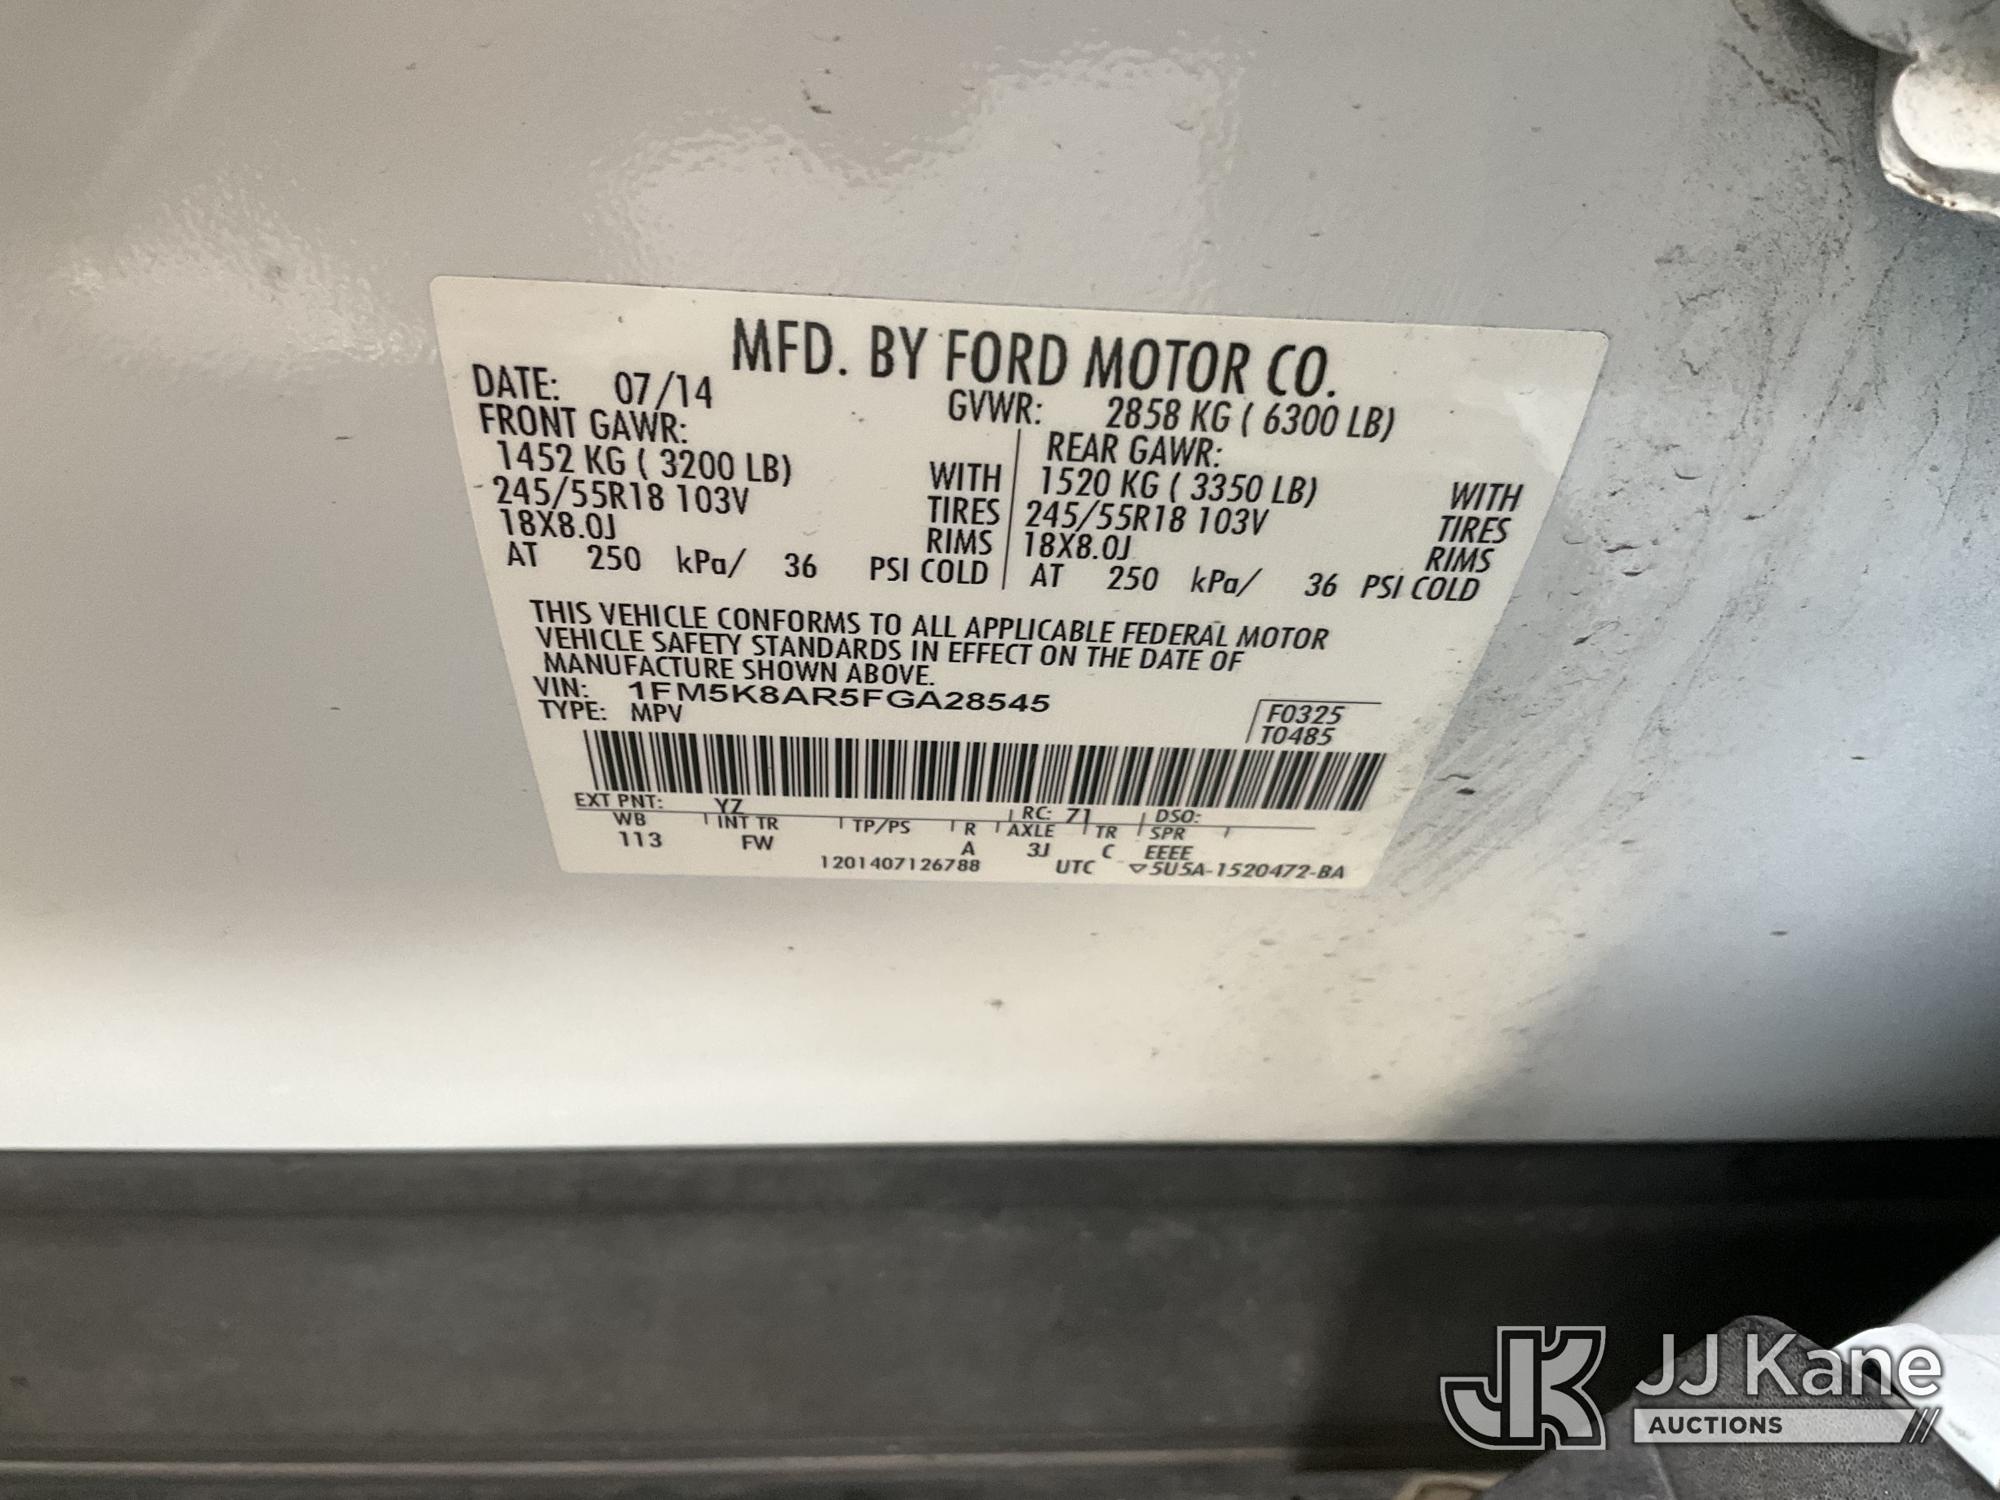 MFD. BY FORD MOTOR CO.
DATE: 07/14 GVWR: 2858 KG ( 6300 LB)
FRONT GAWR: REAR GAWR:
1452 KG ( 3200 LB) WITH 1520 KG ( 3350 LB) WITH
245/55R18 103V TIRES 245/55R18 103V TIRES
18X8.0J RIMS 18X8.0J RIMS
AT 250 kPa/ 36 PSI COLD AT 250 kPa/ 36 PSI COLD
THIS VEHICLE CONFORMS TO ALL APPLICABLE FEDERAL MOTOR
VEHICLE SAFETY STANDARDS IN EFFECT ON THE DATE OF
MANUFACTURE SHOWN ABOVE.
VIN: 1FM5K8AR5FGA28545
TYPE: MPV
F0325
T0485
EXT PNT: YZ RC: 71 DSO:
WB INT TR TP/PS R AXLE TR SPR
113 FW A 3J C EEEE
1201407126788 UTC ▽5U5A-1520472-BA
JK JJ Kane
AUCTIONS